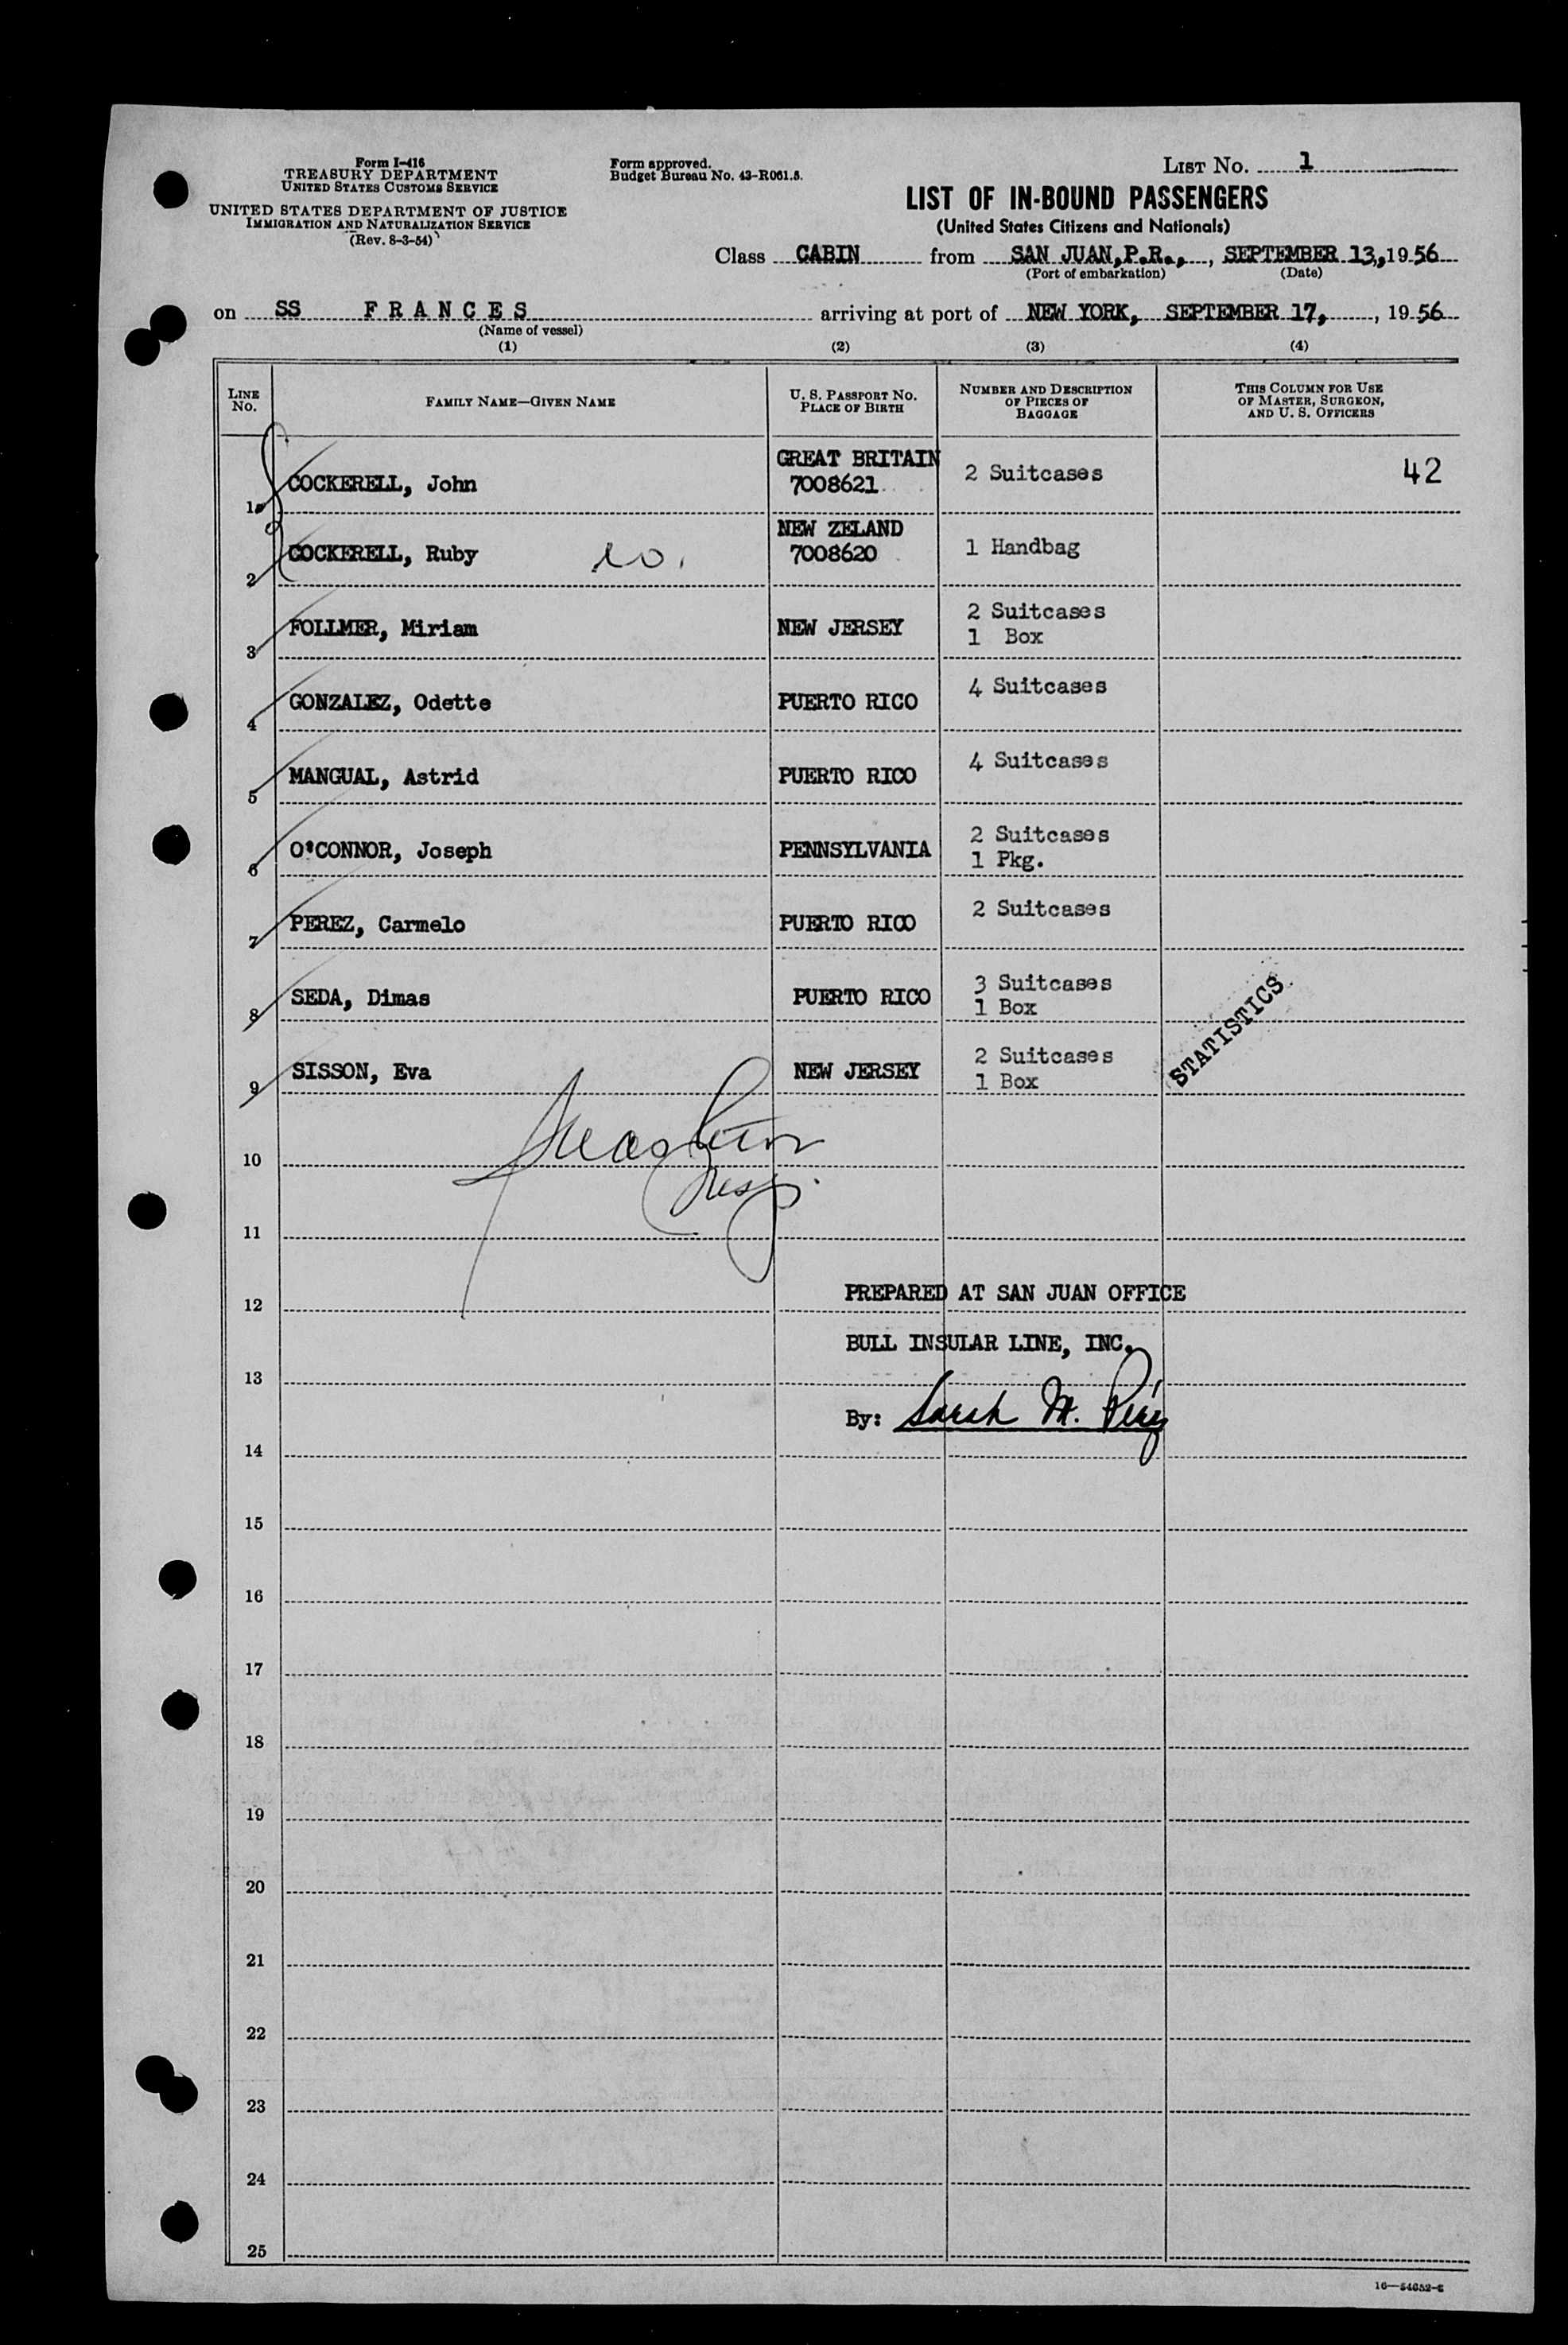 Form I-416
TREASURY DEPARTMENT
UNITED STATES CUSTOMS SERVICE
UNITED STATES DEPARTMENT OF JUSTICE
IMMIGRATION AND NATURALIZATION SERVICE
(Rev. 8-3-54)
Form approved.
Budget Bureau No. 43-R061.5.
LIST No. 1
LIST OF IN-BOUND PASSENGERS
(United States Citizens and Nationals)
Class CABIN from SAN JUAN, P.R., , SEPTEMBER 13, 1956
(Port of embarkation) (Date)
on SS FRANCES arriving at port of NEW YORK, SEPTEMBER 17, , 1956
(Name of vessel)
(1) (2) (3) (4)
LINE No.
FAMILY NAME—GIVEN NAME
U. S. PASSPORT NO.
PLACE OF BIRTH
NUMBER AND DESCRIPTION
OF PIECES OF
BAGGAGE
THIS COLUMN FOR USE
OF MASTER, SURGEON,
AND U. S. OFFICERS
GREAT BRITAIN
1 COCKERELL, John 7008621 2 Suitcases 42
NEW ZELAND
2 COCKERELL, Ruby 7008620 1 Handbag
3 FOLLMER, Miriam NEW JERSEY 2 Suitcases
1 Box
4 GONZALEZ, Odette PUERTO RICO 4 Suitcases
5 MANGUAL, Astrid PUERTO RICO 4 Suitcases
6 O'CONNOR, Joseph PENNSYLVANIA 2 Suitcases
1 Pkg.
7 PEREZ, Carmelo PUERTO RICO 2 Suitcases
8 SEDA, Dimas PUERTO RICO 3 Suitcases
1 Box
STATISTICS
9 SISSON, Eva NEW JERSEY 2 Suitcases
1 Box
10
11
12
PREPARED AT SAN JUAN OFFICE
BULL INSULAR LINE, INC.
13
By: Sarah M. Pérez
14
15
16
17
18
19
20
21
22
23
24
25